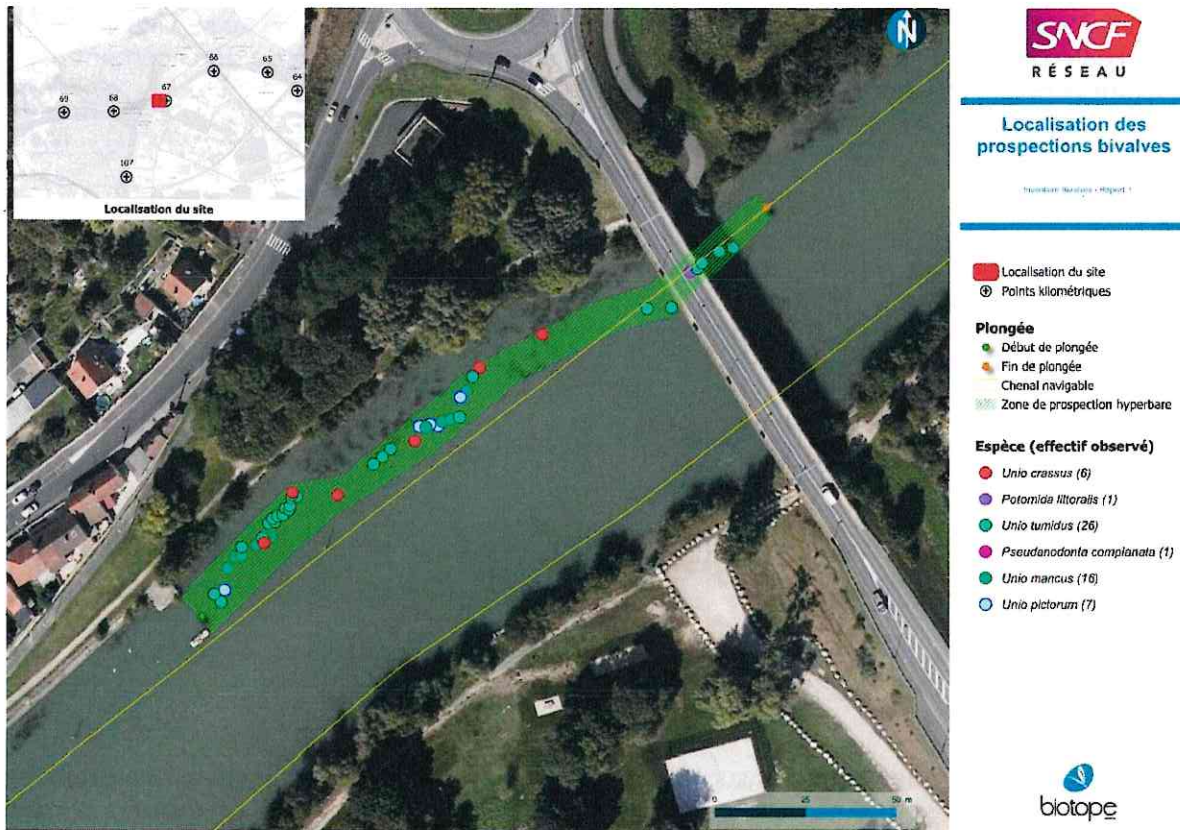 66
65
64
67
69
68
107
Localisation du site
N
SNCF
RÉSEAU
Localisation des
prospections bivalves
Localisation du site
Points kilométriques
Plongée
Début de plongée
Fin de plongée
Chenal navigable
Zone de prospection hyperbare
Espèce (effectif observé)
Unio crassus (6)
Potomida littoralis (1)
Unio tumidus (26)
Pseudanodonta complanata (1)
Unio mancus (16)
Unio pictorum (7)
0 25 50 m
biotope